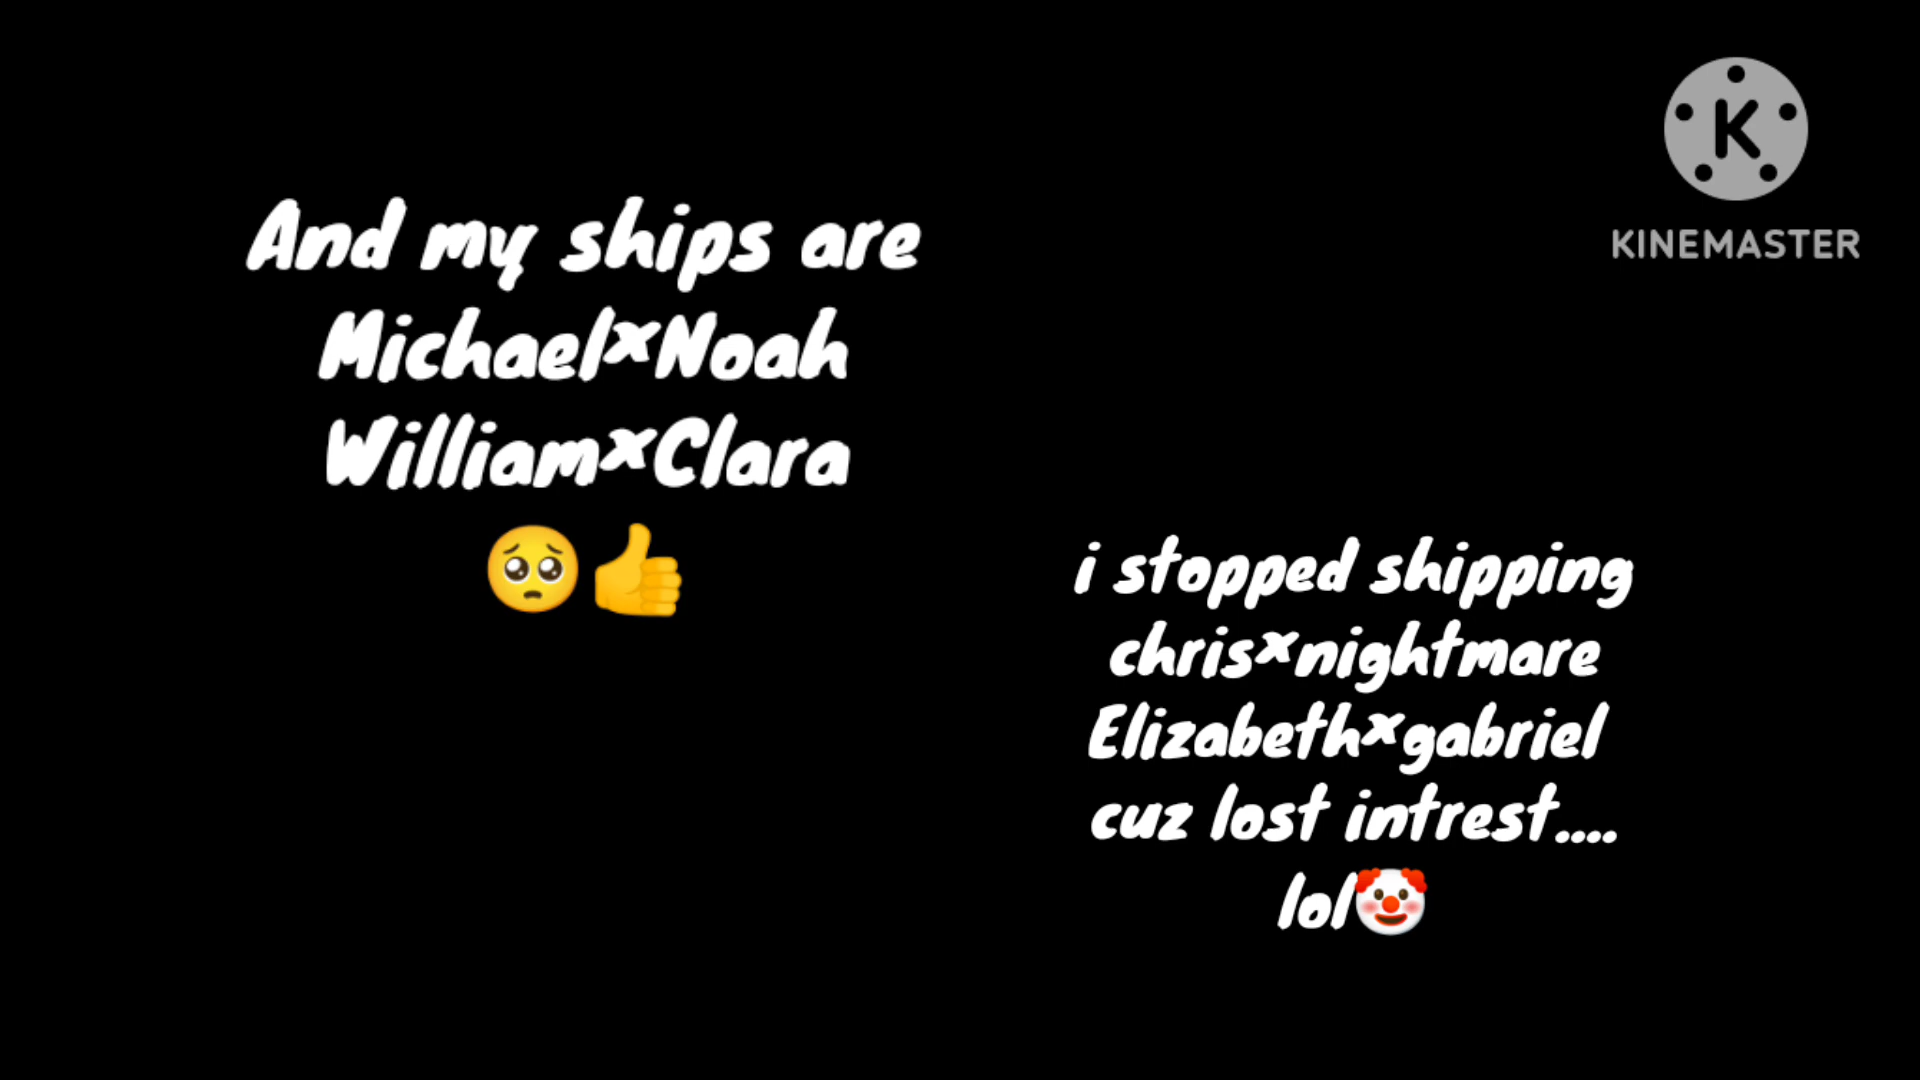 And my ships are
Michael×Noah
William×Clara
🥺👍
i stopped shipping
chris×nightmare
Elizabeth×gabriel
cuz lost intrest....
lol🤡
K
KINEMASTER